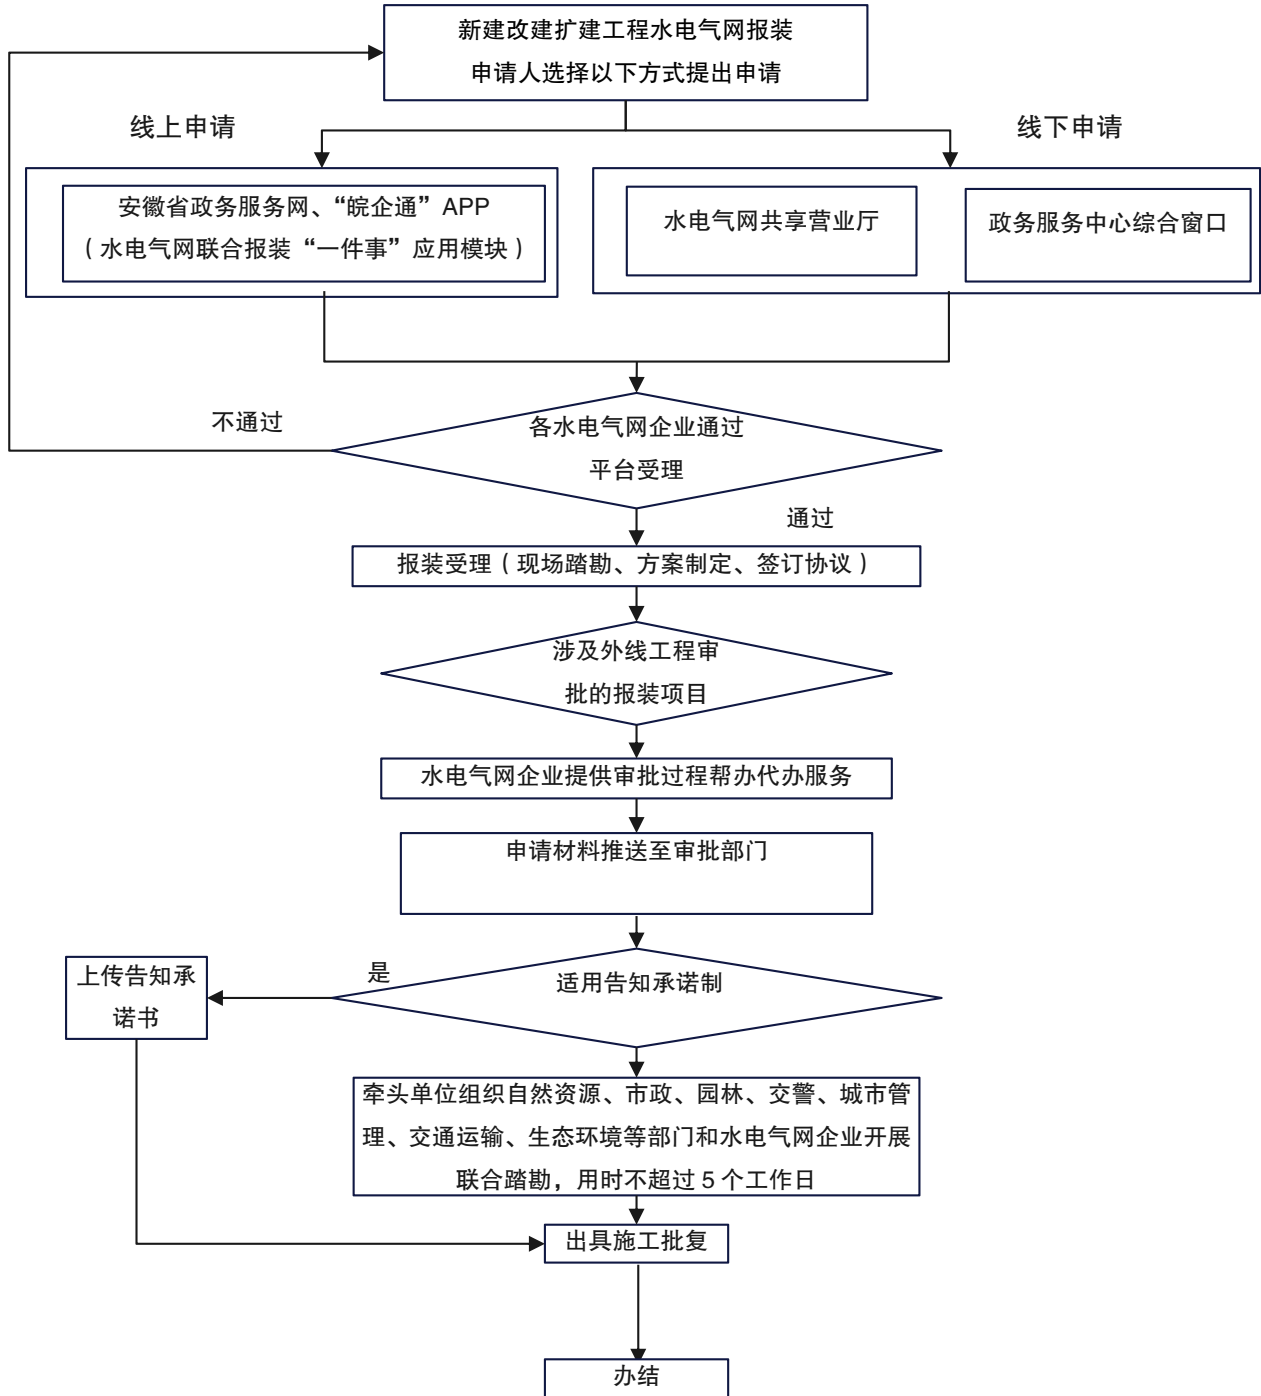 新建改建扩建工程水电气网报装
申请人选择以下方式提出申请
线上申请
线下申请
安徽省政务服务网、“皖企通”APP
（水电气网联合报装“一件事”应用模块）
水电气网共享营业厅
政务服务中心综合窗口
不通过
各水电气网企业通过
平台受理
通过
报装受理（现场踏勘、方案制定、签订协议）
涉及外线工程审
批的报装项目
水电气网企业提供审批过程帮办代办服务
申请材料推送至审批部门
是
适用告知承诺制
上传告知承
诺书
牵头单位组织自然资源、市政、园林、交警、城市管
理、交通运输、生态环境等部门和水电气网企业开展
联合踏勘，用时不超过5个工作日
出具施工批复
办结